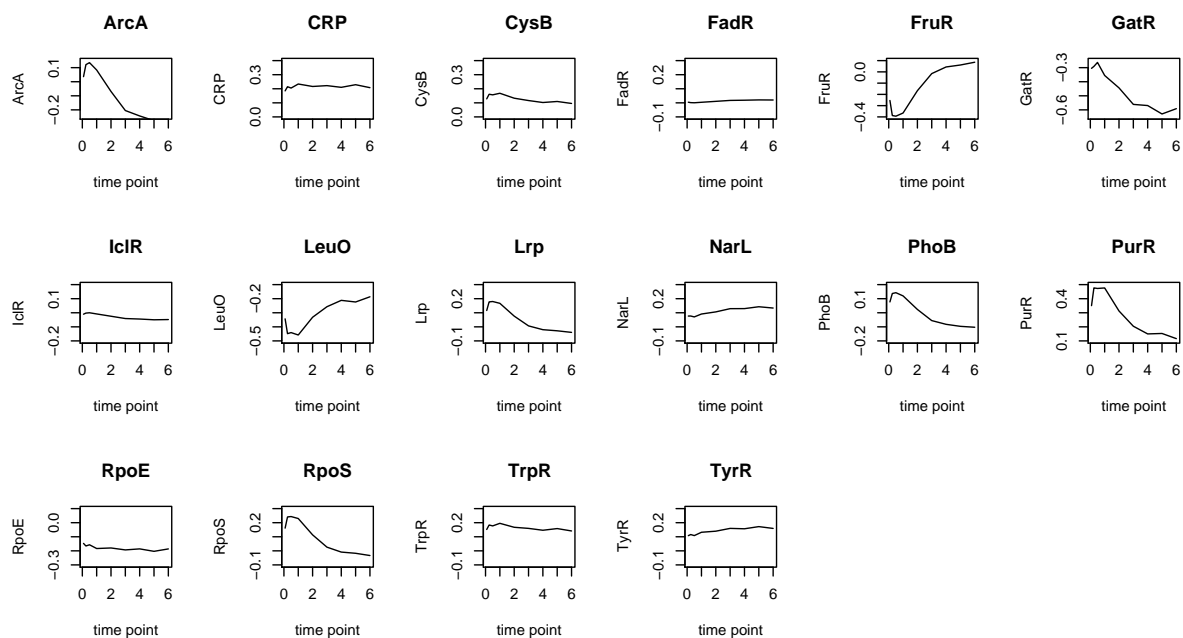 ArcA CRP CysB FadR FruR GatR
ArcA 0.1 −0.2
CRP 0.3 0.0
CysB 0.3 0.0
FadR 0.2 −0.1
FruR 0.0 −0.4
GatR −0.3 −0.6
0 2 4 6 0 2 4 6 0 2 4 6 0 2 4 6 0 2 4 6 0 2 4 6
time point time point time point time point time point time point
IclR LeuO Lrp NarL PhoB PurR
IclR 0.1 −0.2
LeuO −0.2 −0.5
Lrp 0.2 −0.1
NarL 0.2 −0.1
PhoB 0.1 −0.2
PurR 0.4 0.1
0 2 4 6 0 2 4 6 0 2 4 6 0 2 4 6 0 2 4 6 0 2 4 6
time point time point time point time point time point time point
RpoE RpoS TrpR TyrR
RpoE 0.0 −0.3
RpoS 0.2 −0.1
TrpR 0.2 −0.1
TyrR 0.2 −0.1
0 2 4 6 0 2 4 6 0 2 4 6 0 2 4 6
time point time point time point time point